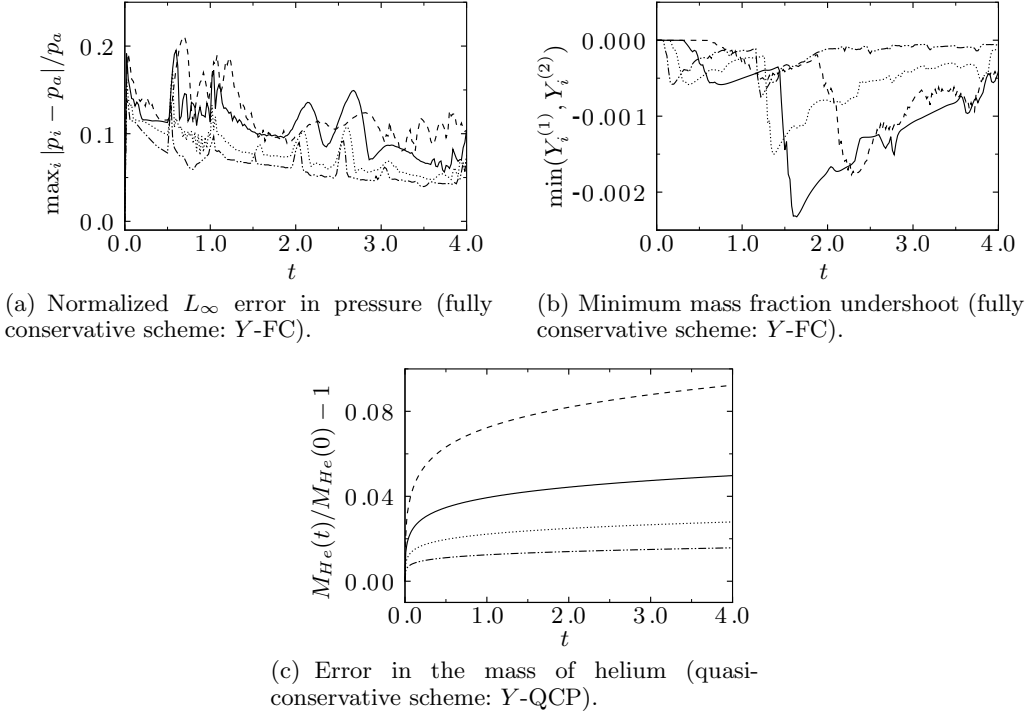 max_i |p_i − p_a|/p_a
0.2
0.1
0.0
0.0 1.0 2.0 3.0 4.0
t
(a) Normalized L_∞ error in pressure (fully
conservative scheme: Y-FC).
min(Y_i^(1), Y_i^(2))
0.000
-0.001
-0.002
0.0 1.0 2.0 3.0 4.0
t
(b) Minimum mass fraction undershoot (fully
conservative scheme: Y-FC).
M_He(t)/M_He(0) − 1
0.08
0.04
0.00
0.0 1.0 2.0 3.0 4.0
t
(c) Error in the mass of helium (quasi-
conservative scheme: Y-QCP).